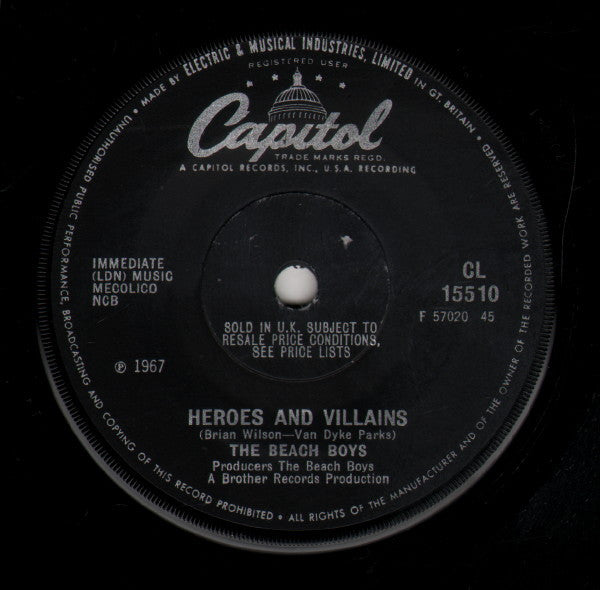 MADE BY ELECTRIC & MUSICAL INDUSTRIES, LIMITED IN GT. BRITAIN • ALL RIGHTS OF THE MANUFACTURER AND OF THE OWNER OF THE RECORDED WORK ARE RESERVED •
UNAUTHORISED PUBLIC PERFORMANCE, BROADCASTING AND COPYING OF THIS RECORD PROHIBITED •
REGISTERED USER
Capitol
TRADE MARKS REGD.
A CAPITOL RECORDS, INC., U.S.A. RECORDING
IMMEDIATE
(LDN) MUSIC
MECOLICO
NCB
CL
15510
F 57020 45
SOLD IN U.K. SUBJECT TO
RESALE PRICE CONDITIONS,
SEE PRICE LISTS
℗ 1967
HEROES AND VILLAINS
(Brian Wilson—Van Dyke Parks)
THE BEACH BOYS
Producers The Beach Boys
A Brother Records Production